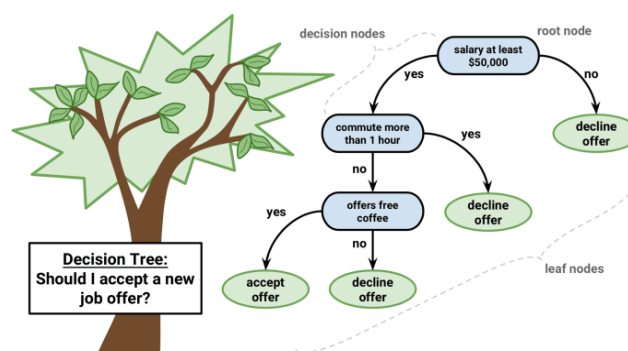 decision nodes
root node
salary at least
$50,000
yes
no
decline
offer
commute more
than 1 hour
yes
no
decline
offer
offers free
coffee
yes
no
accept
offer
decline
offer
leaf nodes
Decision Tree:
Should I accept a new
job offer?